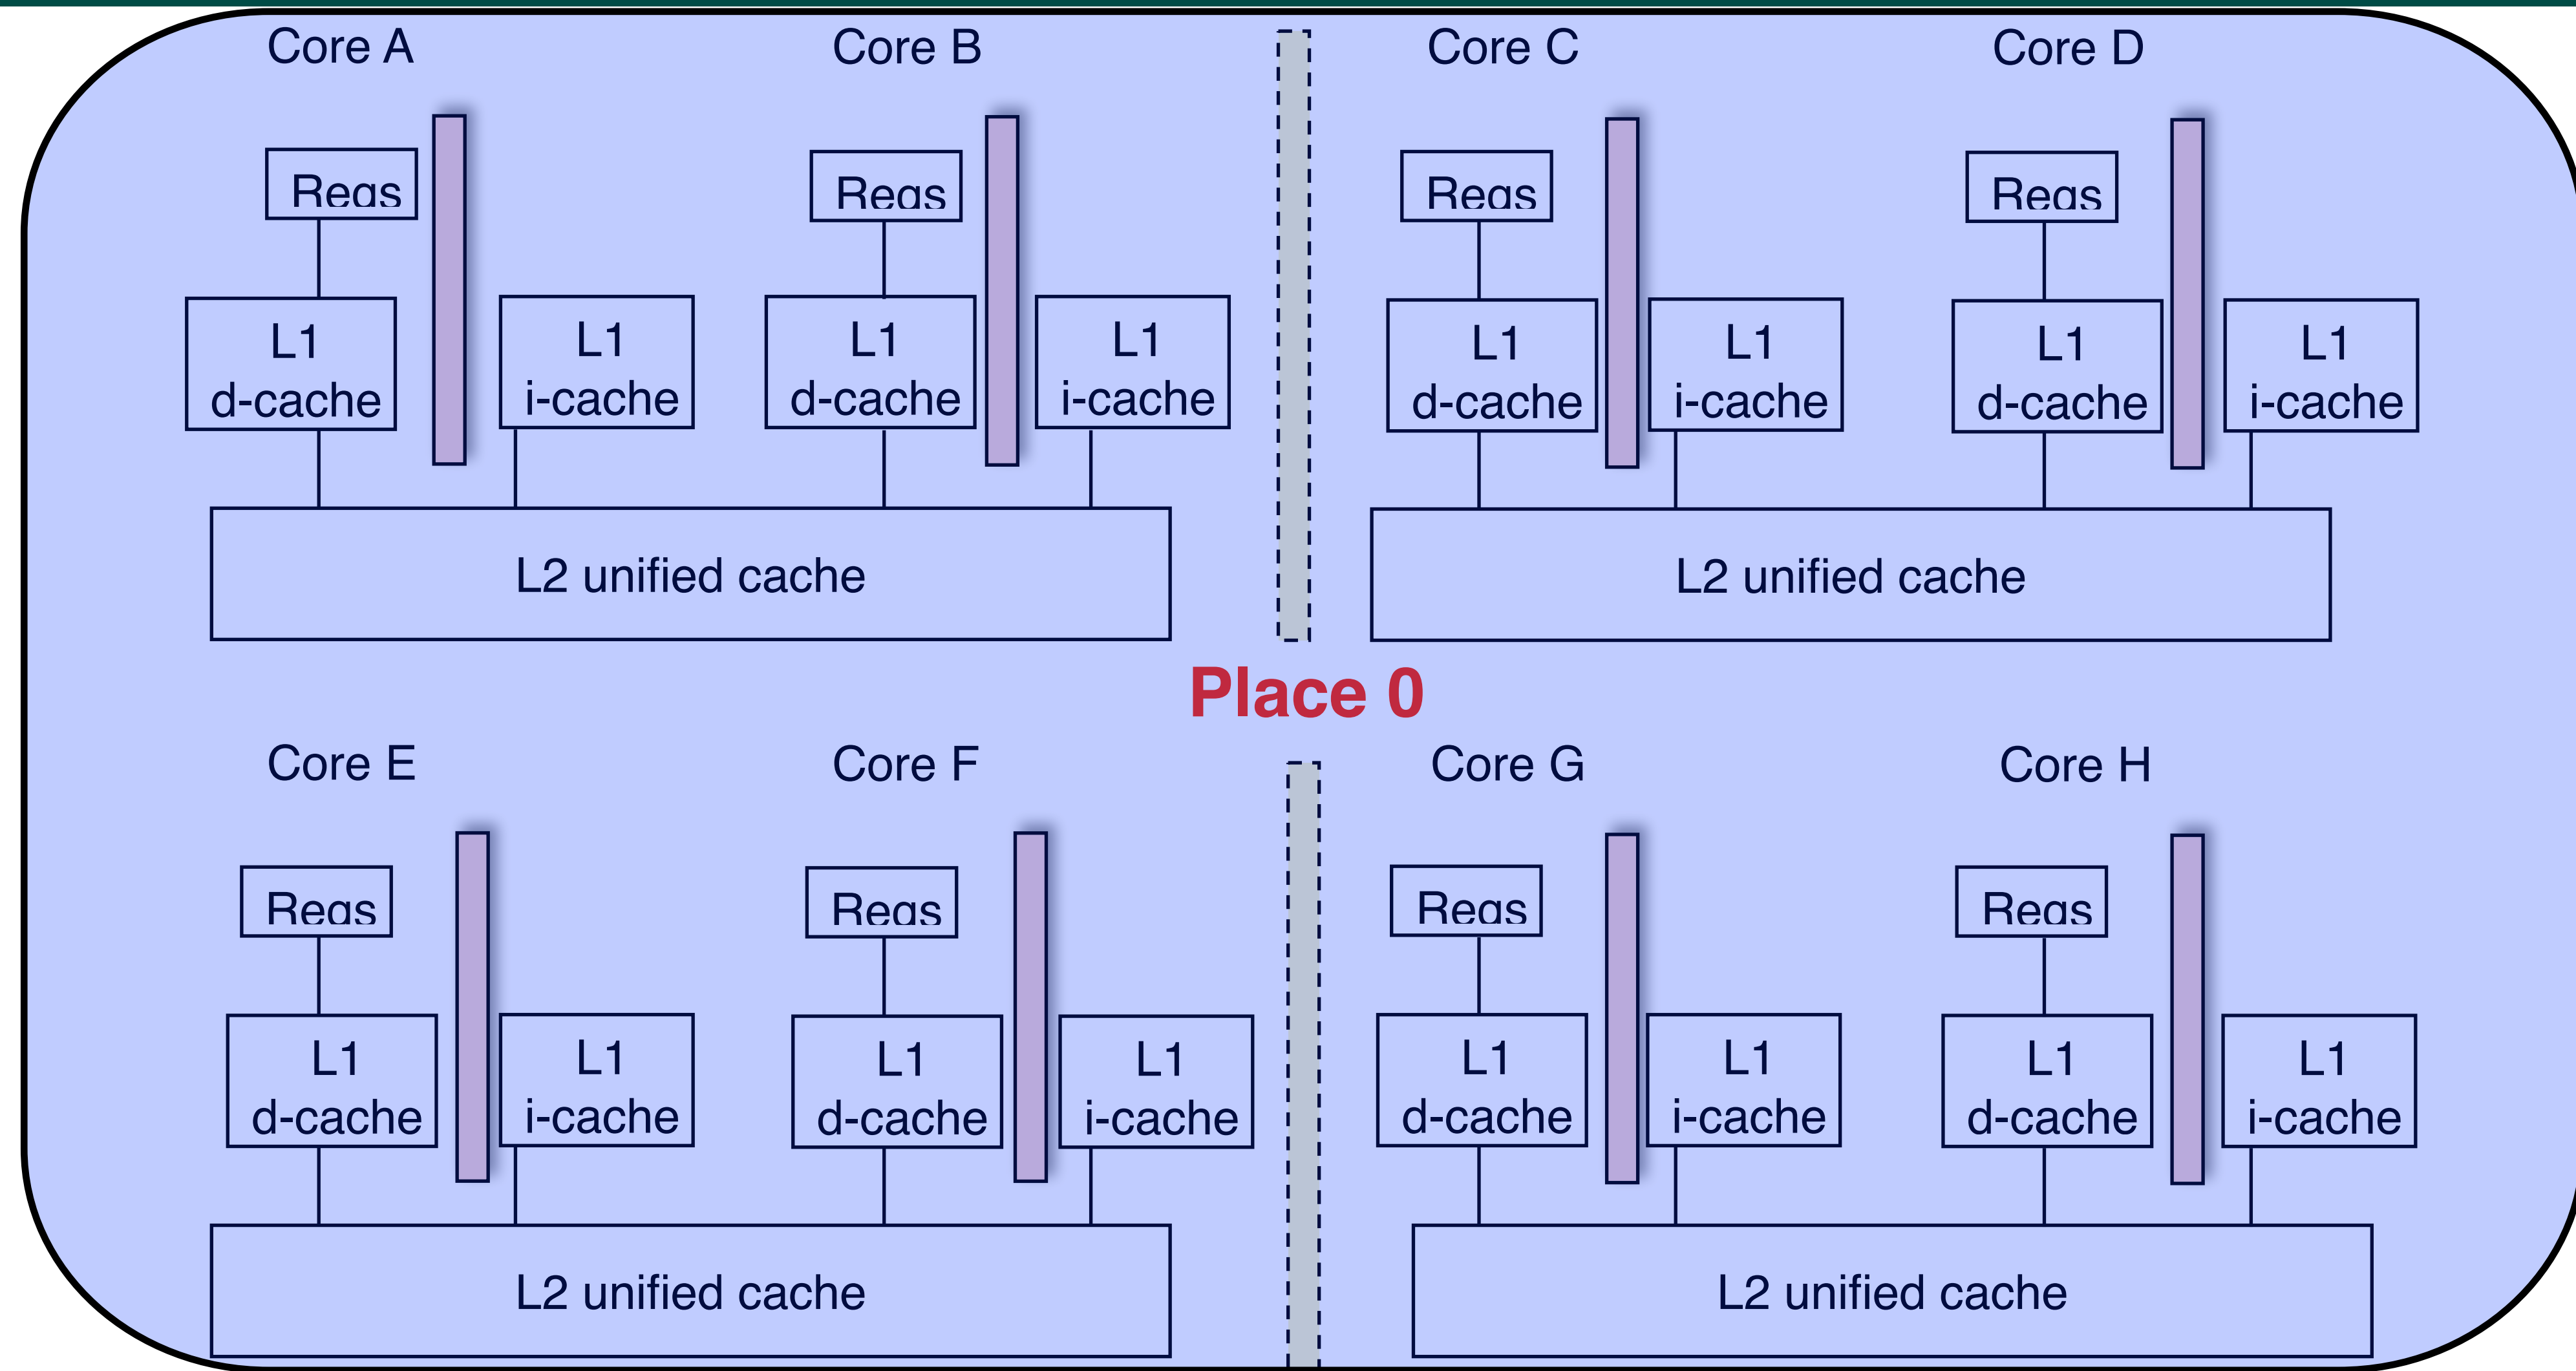 Core A
Core B
Core C
Core D
Regs
Regs
Regs
Regs
L1
d-cache
L1
i-cache
L1
d-cache
L1
i-cache
L1
d-cache
L1
i-cache
L1
d-cache
L1
i-cache
L2 unified cache
L2 unified cache
Place 0
Core E
Core F
Core G
Core H
Regs
Regs
Regs
Regs
L1
d-cache
L1
i-cache
L1
d-cache
L1
i-cache
L1
d-cache
L1
i-cache
L1
d-cache
L1
i-cache
L2 unified cache
L2 unified cache